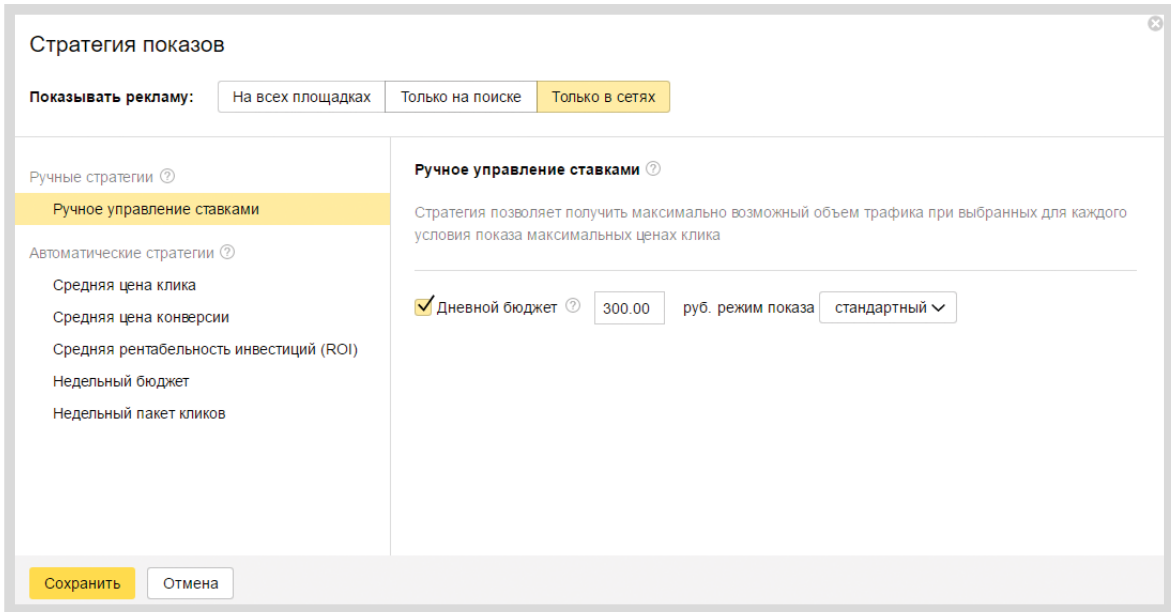 Стратегия показов
Показывать рекламу: На всех площадках Только на поиске Только в сетях
Ручные стратегии ?
Ручное управление ставками
Автоматические стратегии ?
Средняя цена клика
Средняя цена конверсии
Средняя рентабельность инвестиций (ROI)
Недельный бюджет
Недельный пакет кликов
Ручное управление ставками ?
Стратегия позволяет получить максимально возможный объем трафика при выбранных для каждого
условия показа максимальных ценах клика
Дневной бюджет ? 300.00 руб. режим показа стандартный
Сохранить Отмена